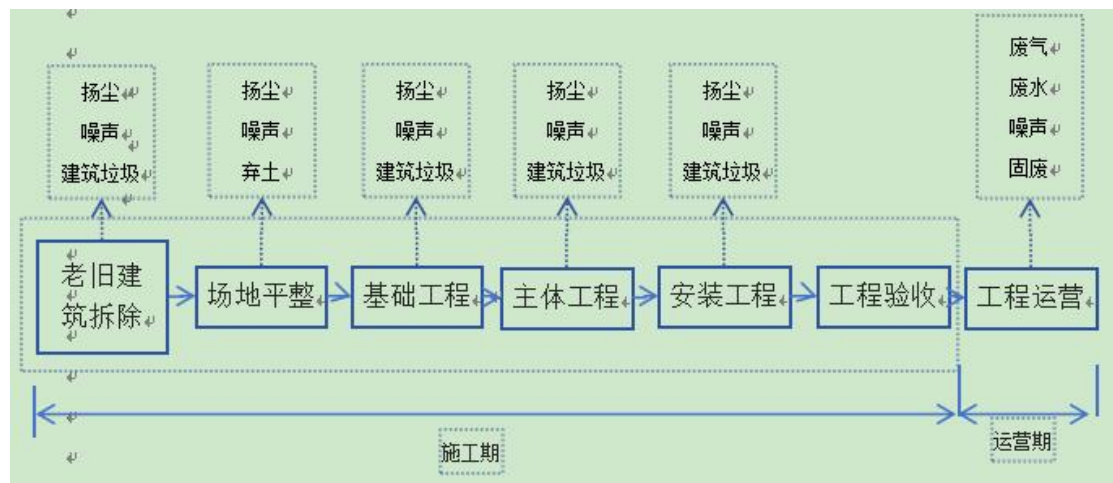 扬尘
噪声
建筑垃圾
扬尘
噪声
弃土
扬尘
噪声
建筑垃圾
扬尘
噪声
建筑垃圾
扬尘
噪声
建筑垃圾
废气
废水
噪声
固废
老旧建
筑拆除
场地平整
基础工程
主体工程
安装工程
工程验收
工程运营
施工期
运营期